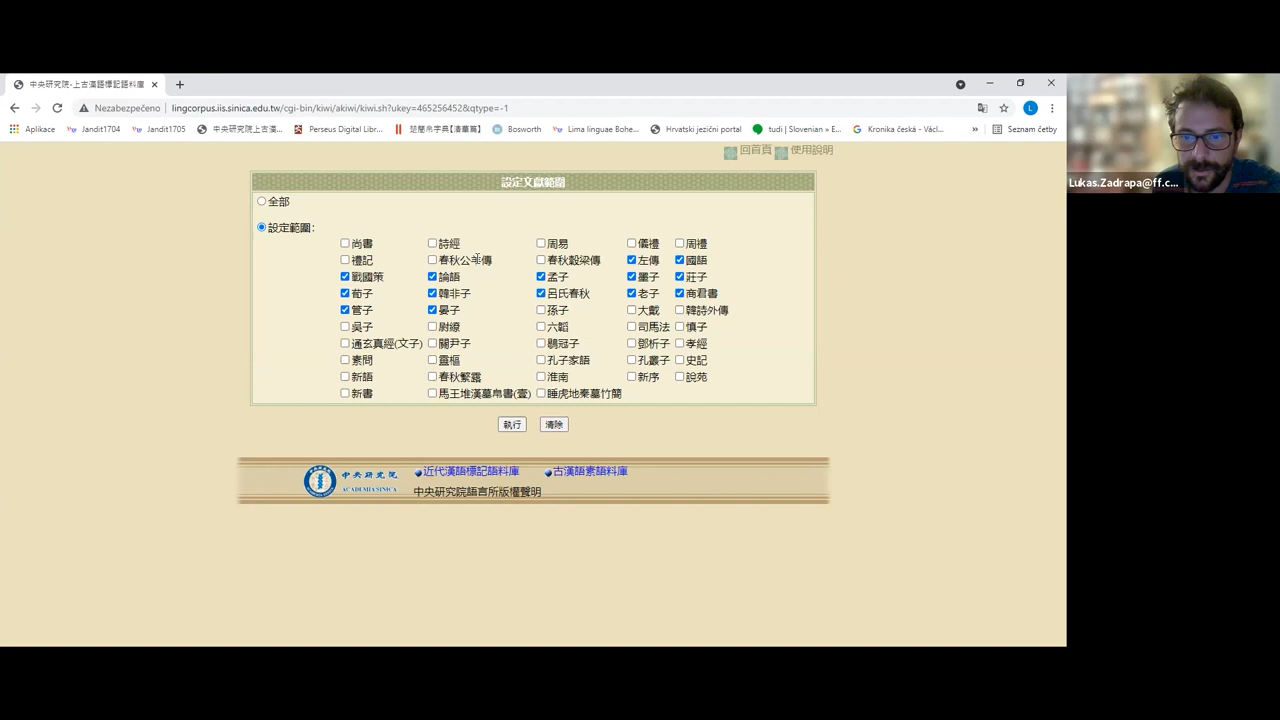 中央研究院-上古漢語標記語料庫
Nezabezpečeno lingcorpus.iis.sinica.edu.tw/cgi-bin/kiwi/akiwi/kiwi.sh?ukey=465256452&qtype=-1 L
Aplikace Jandit1704 Jandit1705 中央研究院上古漢... Perseus Digital Libr... 楚簡帛字典【清華篇】 Bosworth Lima linguae Bohe... Hrvatski jezični portal tudi | Slovenian » E... Kronika česká - Václ... » Seznam četby
回首頁 使用說明
設定文獻範圍
全部
設定範圍:
尚書 詩經 周易 儀禮 周禮
禮記 春秋公羊傳 春秋穀梁傳 左傳 國語
戰國策 論語 孟子 墨子 莊子
荀子 韓非子 呂氏春秋 老子 商君書
管子 晏子 孫子 大戴 韓詩外傳
吳子 尉繚 六韜 司馬法 慎子
通玄真經(文子) 關尹子 鶡冠子 鄧析子 孝經
素問 靈樞 孔子家語 孔叢子 史記
新語 春秋繁露 淮南 新序 說苑
新書 馬王堆漢墓帛書(壹) 睡虎地秦墓竹簡
執行 清除
中央研究院 ACADEMIA SINICA 近代漢語標記語料庫 古漢語素語料庫
中央研究院語言所版權聲明
Lukas.Zadrapa@ff.c...